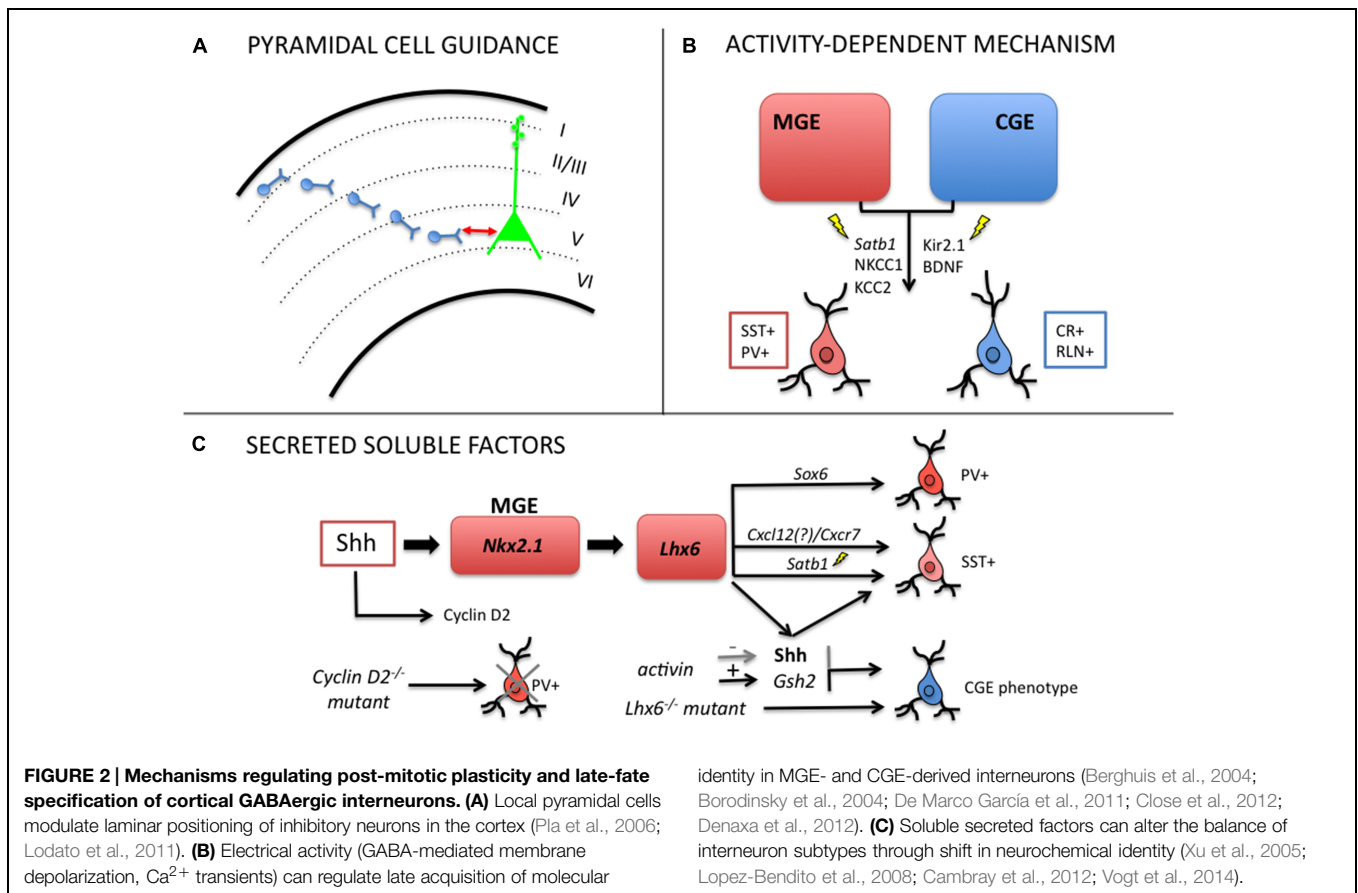 A PYRAMIDAL CELL GUIDANCE
I
II/III
IV
V
VI
B ACTIVITY-DEPENDENT MECHANISM
MGE
CGE
Satb1
NKCC1
KCC2
Kir2.1
BDNF
SST+
PV+
CR+
RLN+
C SECRETED SOLUBLE FACTORS
Shh
MGE
Nkx2.1
Lhx6
Sox6
PV+
Cxcl12(?)/Cxcr7
Satb1
SST+
Cyclin D2
Cyclin D2-/-
mutant
PV+
activin
-
+
Shh
Gsh2
Lhx6-/- mutant
CGE phenotype
FIGURE 2 | Mechanisms regulating post-mitotic plasticity and late-fate
specification of cortical GABAergic interneurons. (A) Local pyramidal cells
modulate laminar positioning of inhibitory neurons in the cortex (Pla et al., 2006;
Lodato et al., 2011). (B) Electrical activity (GABA-mediated membrane
depolarization, Ca2+ transients) can regulate late acquisition of molecular
identity in MGE- and CGE-derived interneurons (Berghuis et al., 2004;
Borodinsky et al., 2004; De Marco García et al., 2011; Close et al., 2012;
Denaxa et al., 2012). (C) Soluble secreted factors can alter the balance of
interneuron subtypes through shift in neurochemical identity (Xu et al., 2005;
Lopez-Bendito et al., 2008; Cambray et al., 2012; Vogt et al., 2014).